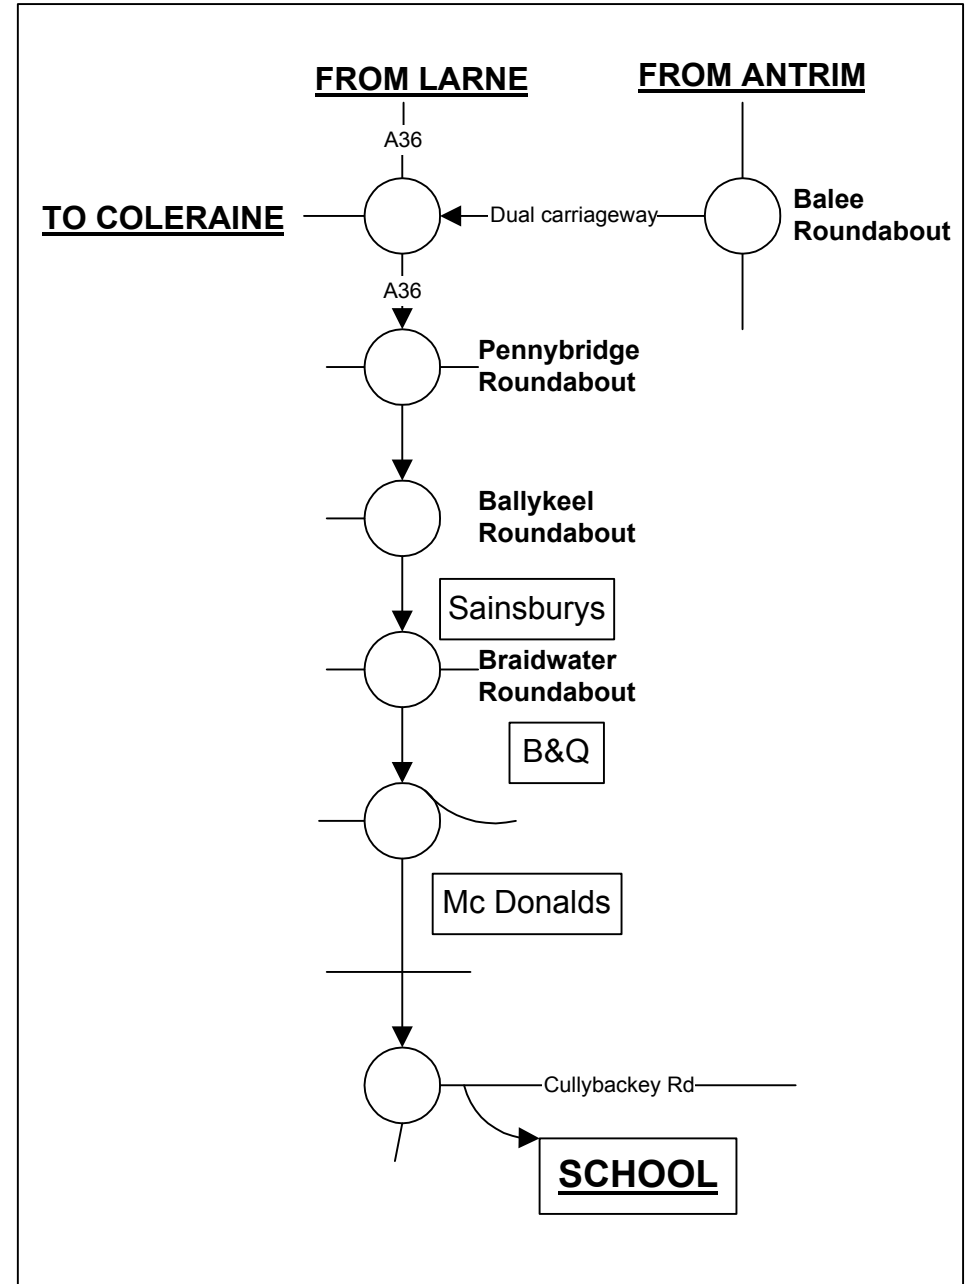 FROM LARNE
FROM ANTRIM
A36
TO COLERAINE
Dual carriageway
Balee
Roundabout
A36
Pennybridge
Roundabout
Ballykeel
Roundabout
Sainsburys
Braidwater
Roundabout
B&Q
Mc Donalds
Cullybackey Rd
SCHOOL